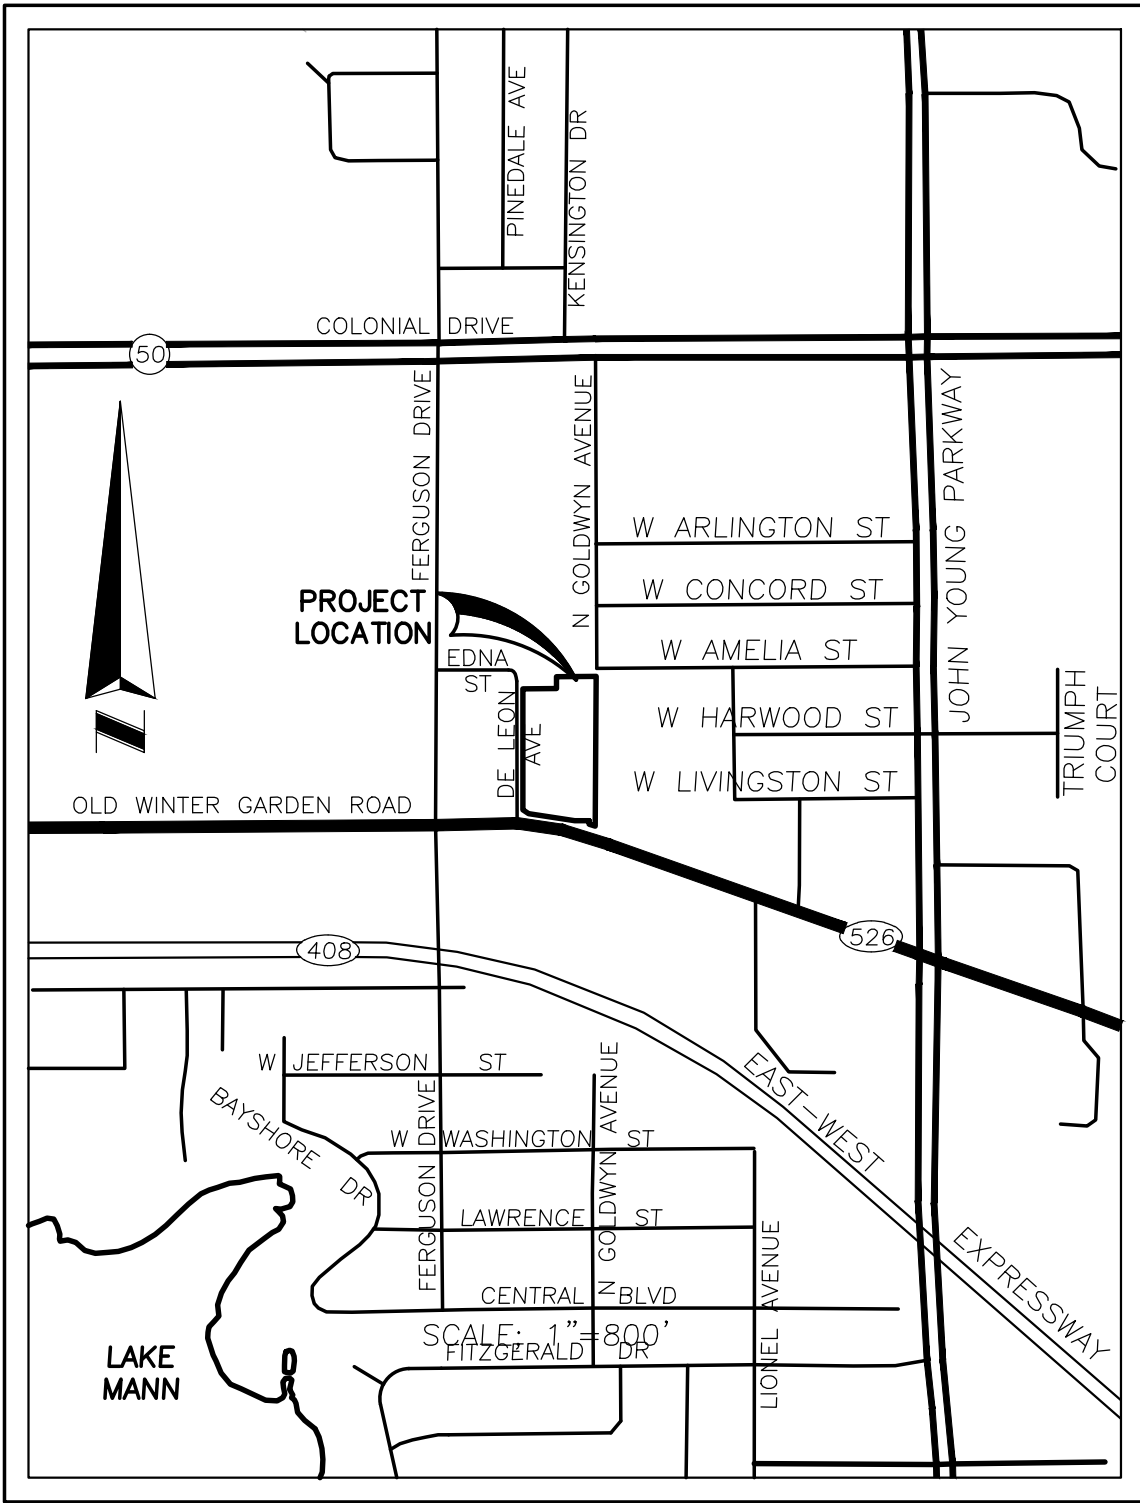 PINEDALE AVE
KENSINGTON DR
COLONIAL DRIVE
50
FERGUSON DRIVE
N GOLDWYN AVENUE
JOHN YOUNG PARKWAY
W ARLINGTON ST
W CONCORD ST
PROJECT
LOCATION
W AMELIA ST
EDNA
ST
DE LEON
AVE
W HARWOOD ST
TRIUMPH
COURT
W LIVINGSTON ST
N
OLD WINTER GARDEN ROAD
526
408
W JEFFERSON ST
EAST-WEST
EXPRESSWAY
BAYSHORE DR
FERGUSON DRIVE
N GOLDWYN AVENUE
W WASHINGTON ST
LAWRENCE ST
LIONEL AVENUE
CENTRAL BLVD
SCALE; 1"=800'
FITZGERALD DR
LAKE
MANN